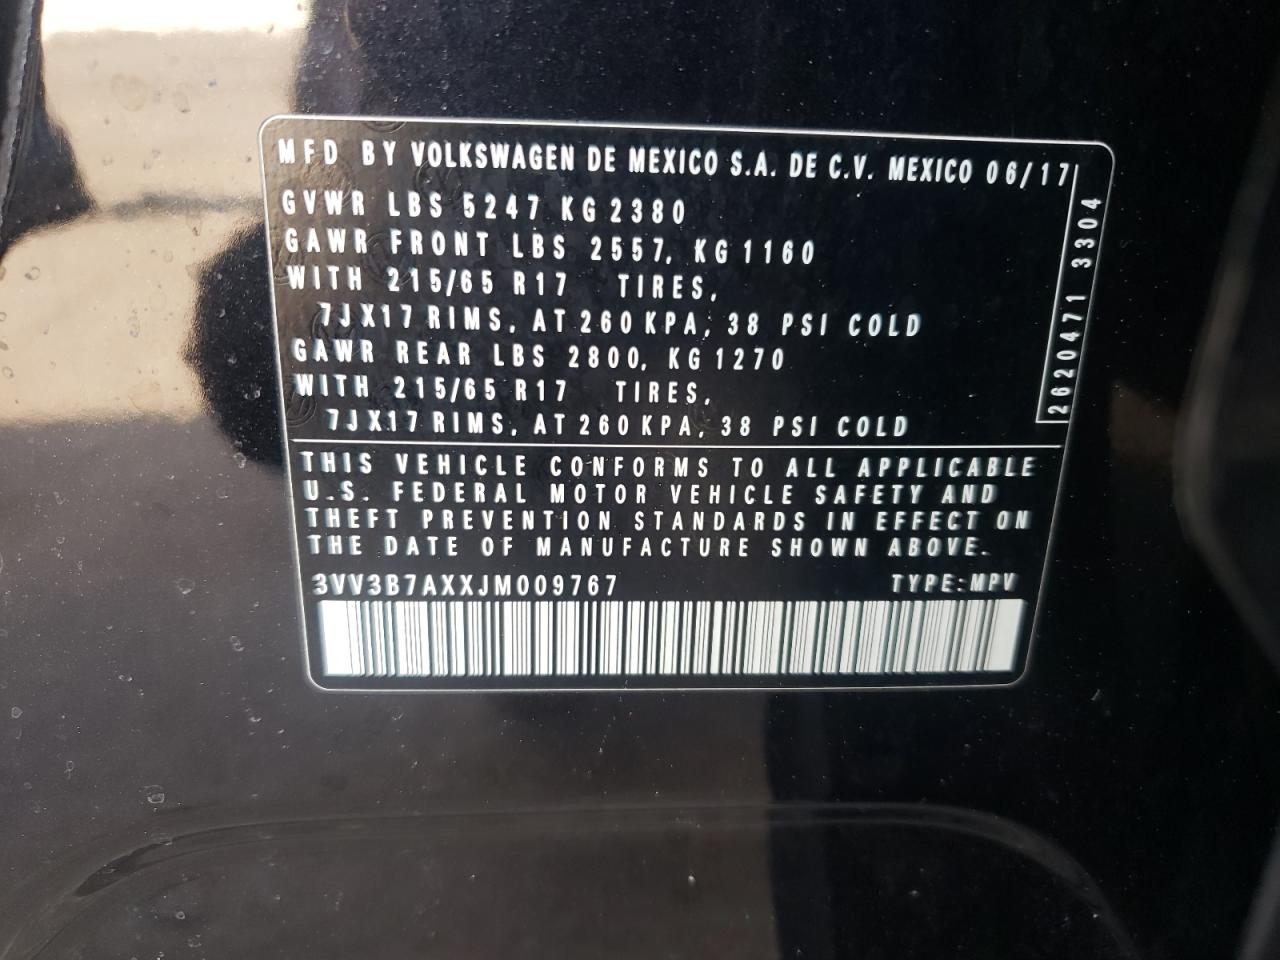 MFD BY VOLKSWAGEN DE MEXICO S.A. DE C.V. MEXICO 06/17
GVWR LBS 5247 KG 2380
GAWR FRONT LBS 2557, KG 1160
WITH 215/65 R17 TIRES,
7JX17 RIMS, AT 260 KPA, 38 PSI COLD
GAWR REAR LBS 2800, KG 1270
WITH 215/65 R17 TIRES,
7JX17 RIMS, AT 260 KPA, 38 PSI COLD
2620471 3304
THIS VEHICLE CONFORMS TO ALL APPLICABLE
U.S. FEDERAL MOTOR VEHICLE SAFETY AND
THEFT PREVENTION STANDARDS IN EFFECT ON
THE DATE OF MANUFACTURE SHOWN ABOVE.
3VV3B7AXXJM009767 TYPE:MPV